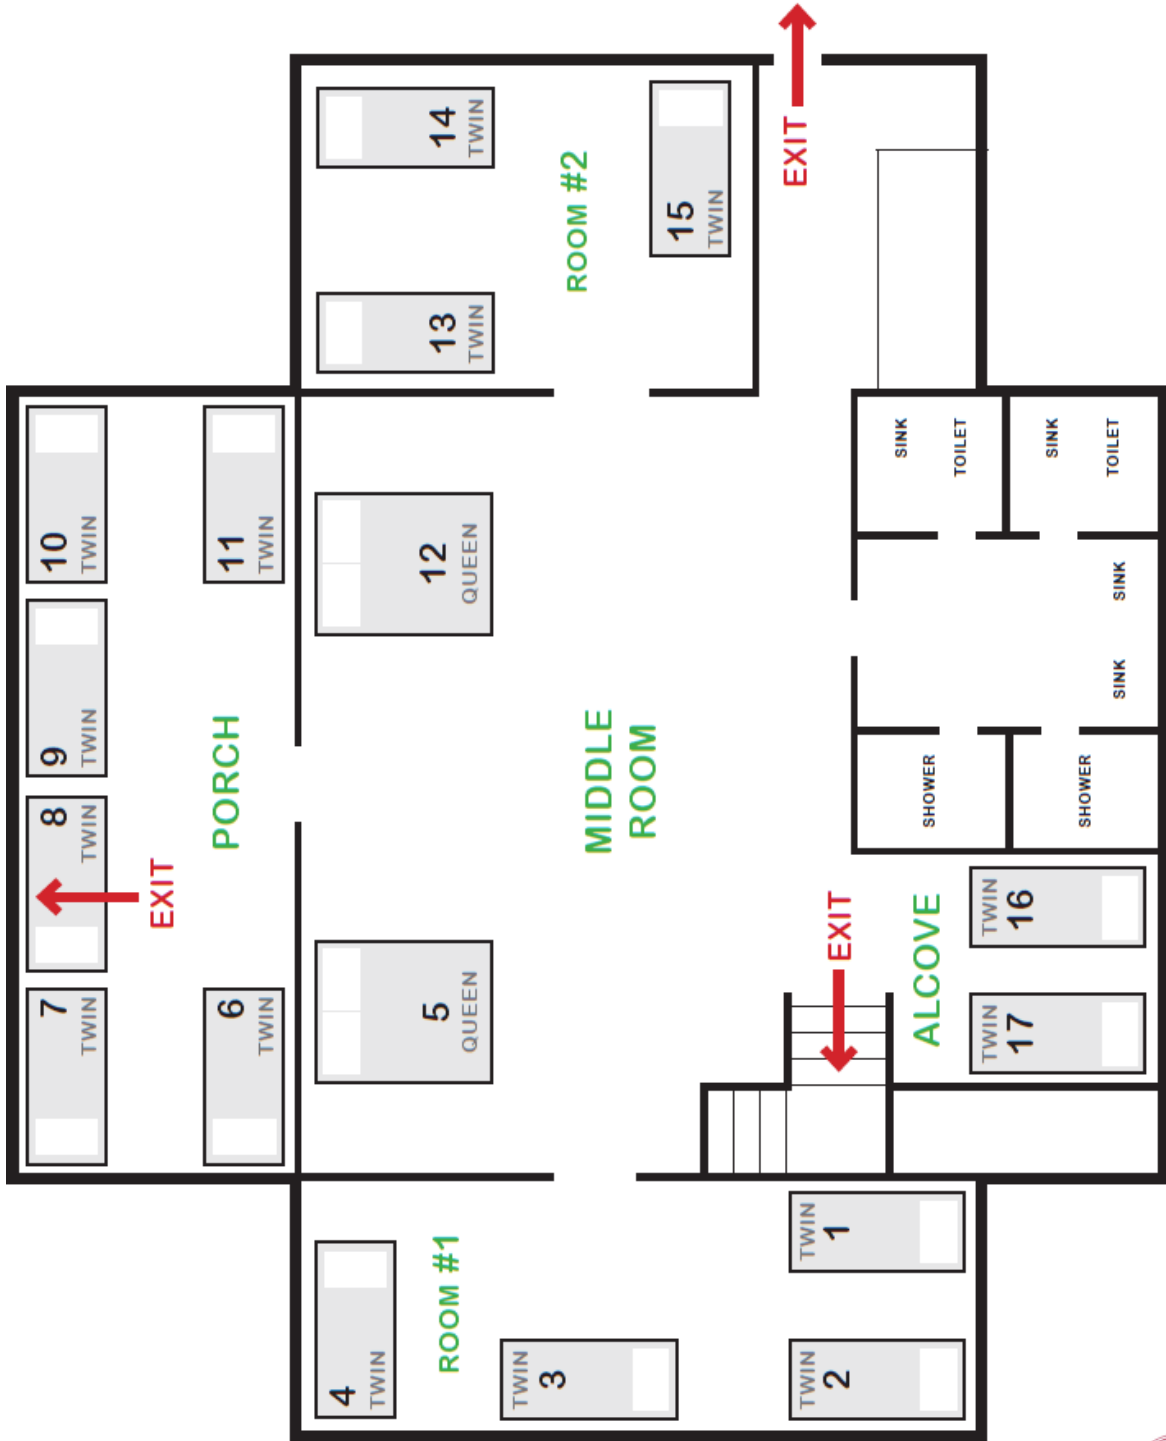 10
TWIN
11
TWIN
9
TWIN
8
TWIN
7
TWIN
6
TWIN
PORCH
EXIT
14
TWIN
13
TWIN
15
TWIN
ROOM #2
EXIT
12
QUEEN
5
QUEEN
MIDDLE
ROOM
EXIT
SINK
TOILET
SINK
TOILET
SINK
SINK
SHOWER
SHOWER
ALCOVE
TWIN
16
TWIN
17
ROOM #1
4
TWIN
TWIN
3
TWIN
1
TWIN
2